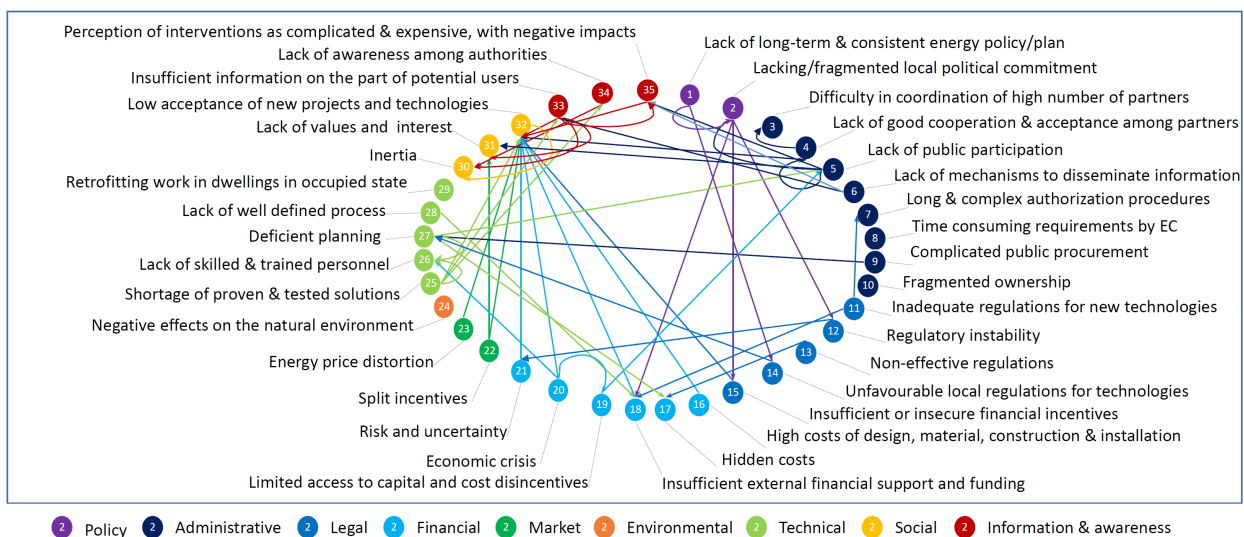 Perception of interventions as complicated & expensive, with negative impacts
Lack of awareness among authorities
Insufficient information on the part of potential users
Low acceptance of new projects and technologies
Lack of values and interest
Inertia
Retrofitting work in dwellings in occupied state
Lack of well defined process
Deficient planning
Lack of skilled & trained personnel
Shortage of proven & tested solutions
Negative effects on the natural environment
Energy price distortion
Split incentives
Risk and uncertainty
Economic crisis
Limited access to capital and cost disincentives
Lack of long-term & consistent energy policy/plan
Lacking/fragmented local political commitment
Difficulty in coordination of high number of partners
Lack of good cooperation & acceptance among partners
Lack of public participation
Lack of mechanisms to disseminate information
Long & complex authorization procedures
Time consuming requirements by EC
Complicated public procurement
Fragmented ownership
Inadequate regulations for new technologies
Regulatory instability
Non-effective regulations
Unfavourable local regulations for technologies
Insufficient or insecure financial incentives
High costs of design, material, construction & installation
Hidden costs
Insufficient external financial support and funding
1
2
3
4
5
6
7
8
9
10
11
12
13
14
15
16
17
18
19
20
21
22
23
24
25
26
27
28
29
30
31
32
33
34
35
2 Policy
2 Administrative
2 Legal
2 Financial
2 Market
2 Environmental
2 Technical
2 Social
2 Information & awareness